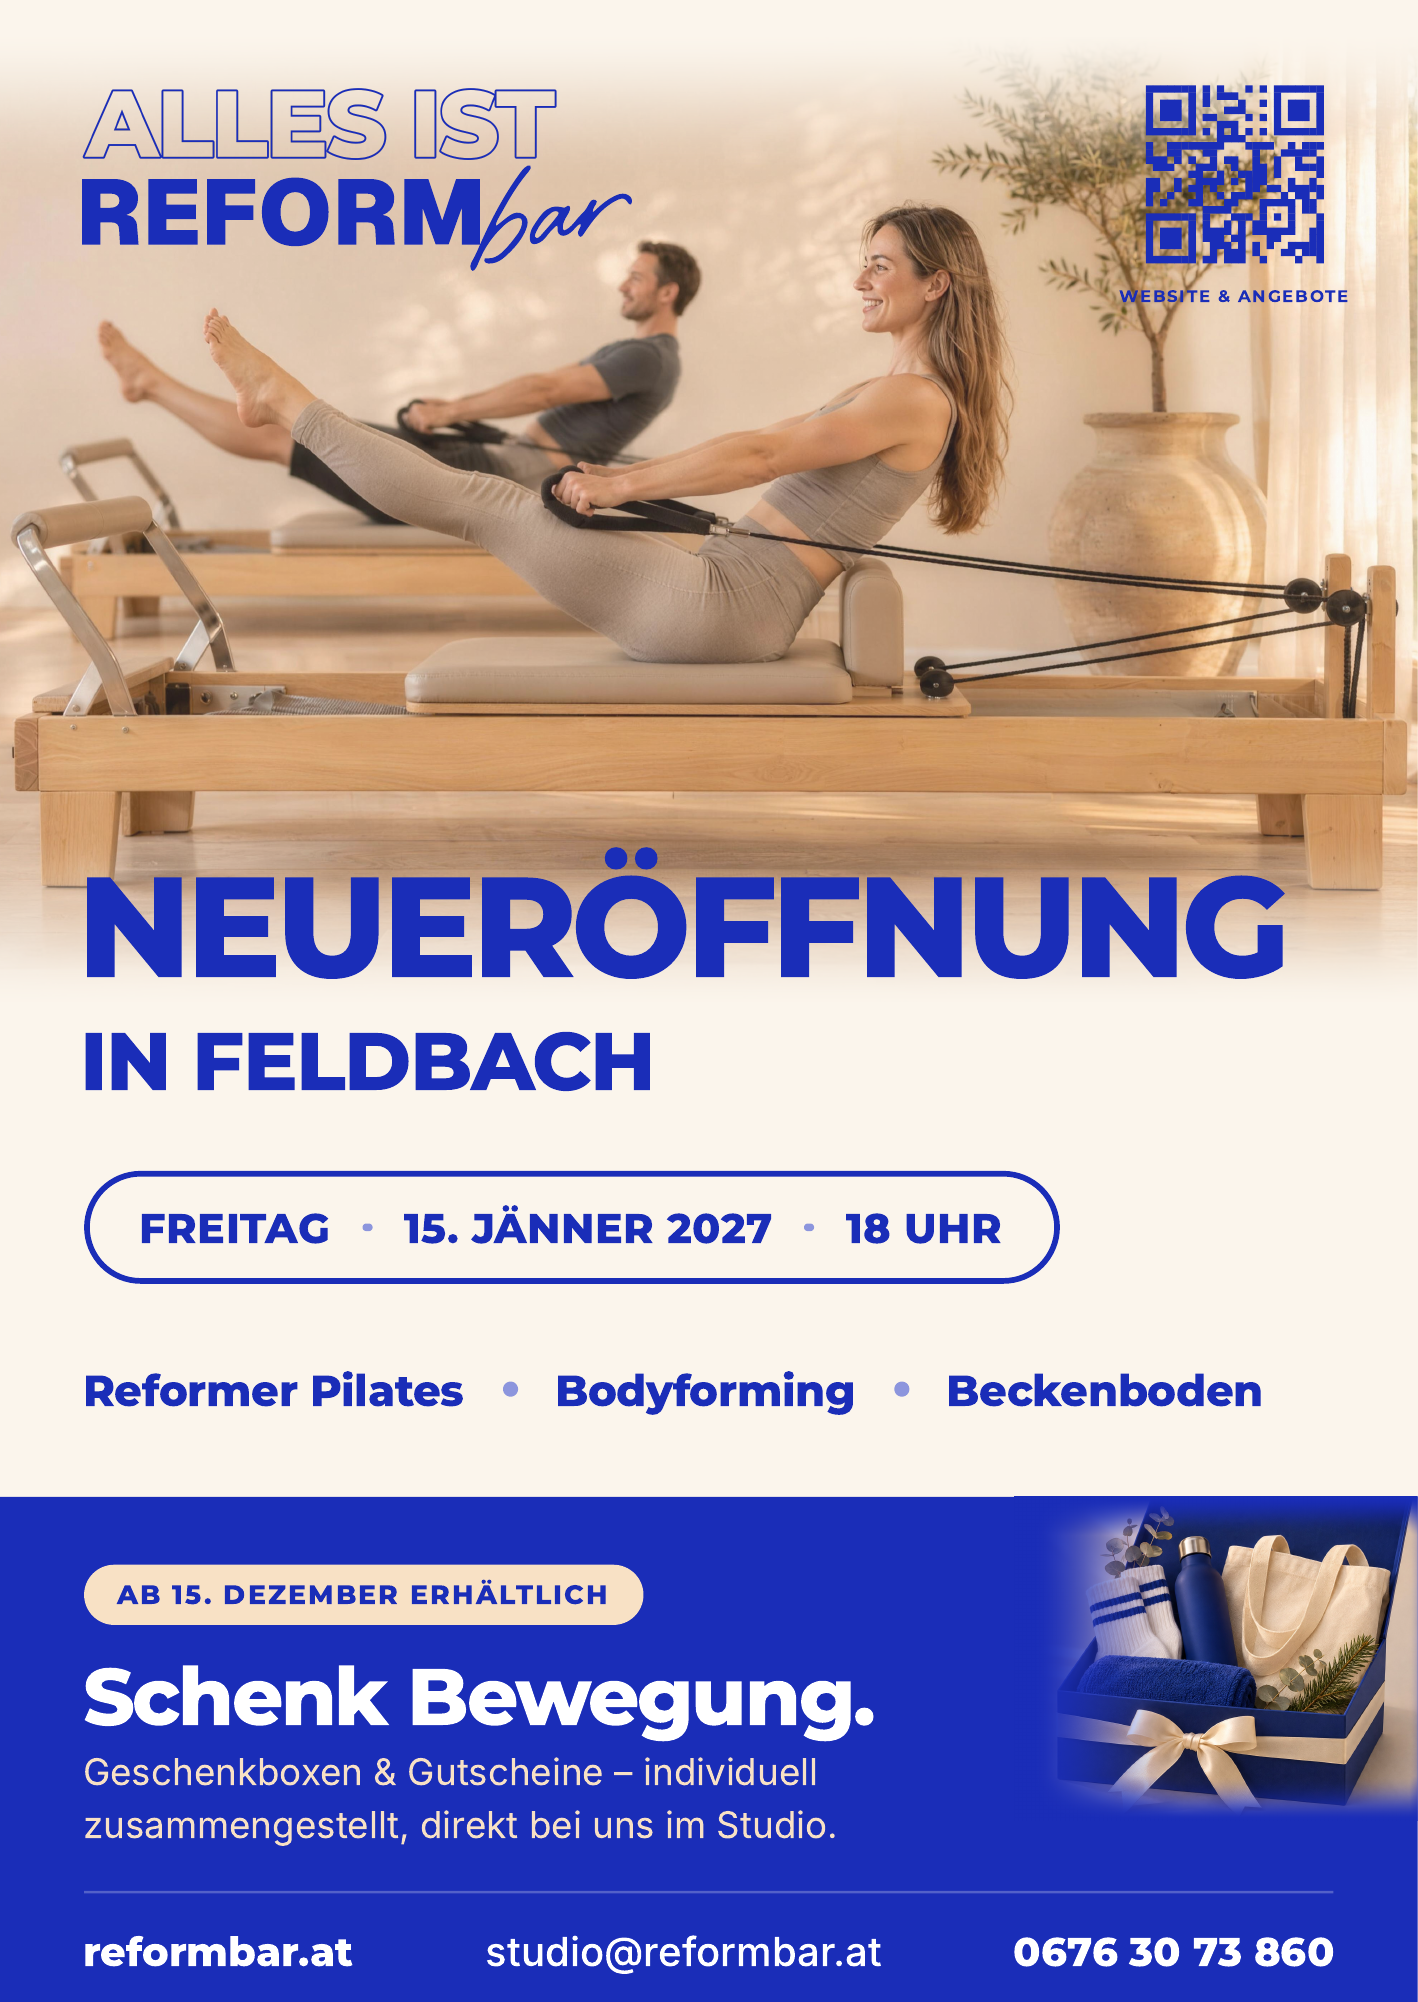 ALLES IST
REFORMbar
WEBSITE & ANGEBOTE
NEUERÖFFNUNG
IN FELDBACH
FREITAG · 15. JÄNNER 2027 · 18 UHR
Reformer Pilates • Bodyforming • Beckenboden
AB 15. DEZEMBER ERHÄLTLICH
Schenk Bewegung.
Geschenkboxen & Gutscheine – individuell
zusammengestellt, direkt bei uns im Studio.
reformbar.at studio@reformbar.at 0676 30 73 860